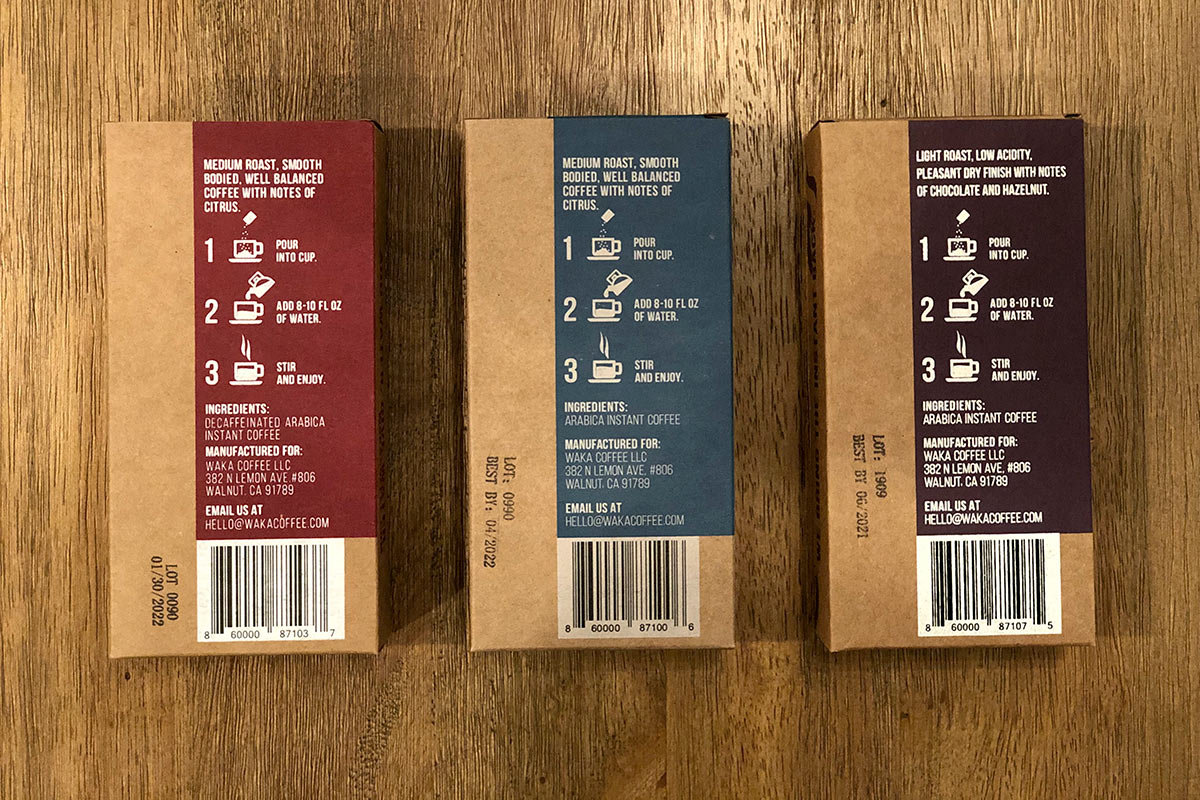 MEDIUM ROAST, SMOOTH
BODIED, WELL BALANCED
COFFEE WITH NOTES OF
CITRUS.
1 POUR
INTO CUP.
2 ADD 8-10 FL OZ
OF WATER.
3 STIR
AND ENJOY.
INGREDIENTS:
DECAFFEINATED ARABICA
INSTANT COFFEE
MANUFACTURED FOR:
WAKA COFFEE LLC
382 N LEMON AVE. #806
WALNUT, CA 91789
EMAIL US AT
HELLO@WAKACOFFEE.COM
LOT 0090
01/30/2022
8 60000 87103 7
MEDIUM ROAST, SMOOTH
BODIED, WELL BALANCED
COFFEE WITH NOTES OF
CITRUS.
1 POUR
INTO CUP.
2 ADD 8-10 FL OZ
OF WATER.
3 STIR
AND ENJOY.
INGREDIENTS:
ARABICA INSTANT COFFEE
MANUFACTURED FOR:
WAKA COFFEE LLC
382 N LEMON AVE, #806
WALNUT, CA 91789
EMAIL US AT
HELLO@WAKACOFFEE.COM
LOT: 0990
BEST BY: 04/2022
8 60000 87100 6
LIGHT ROAST, LOW ACIDITY,
PLEASANT DRY FINISH WITH NOTES
OF CHOCOLATE AND HAZELNUT.
1 POUR
INTO CUP.
2 ADD 8-10 FL OZ
OF WATER.
3 STIR
AND ENJOY.
INGREDIENTS:
ARABICA INSTANT COFFEE
MANUFACTURED FOR:
WAKA COFFEE LLC
382 N LEMON AVE, #806
WALNUT, CA 91789
EMAIL US AT
HELLO@WAKACOFFEE.COM
LOT: 1909
BEST BY 06/2021
8 60000 87107 5